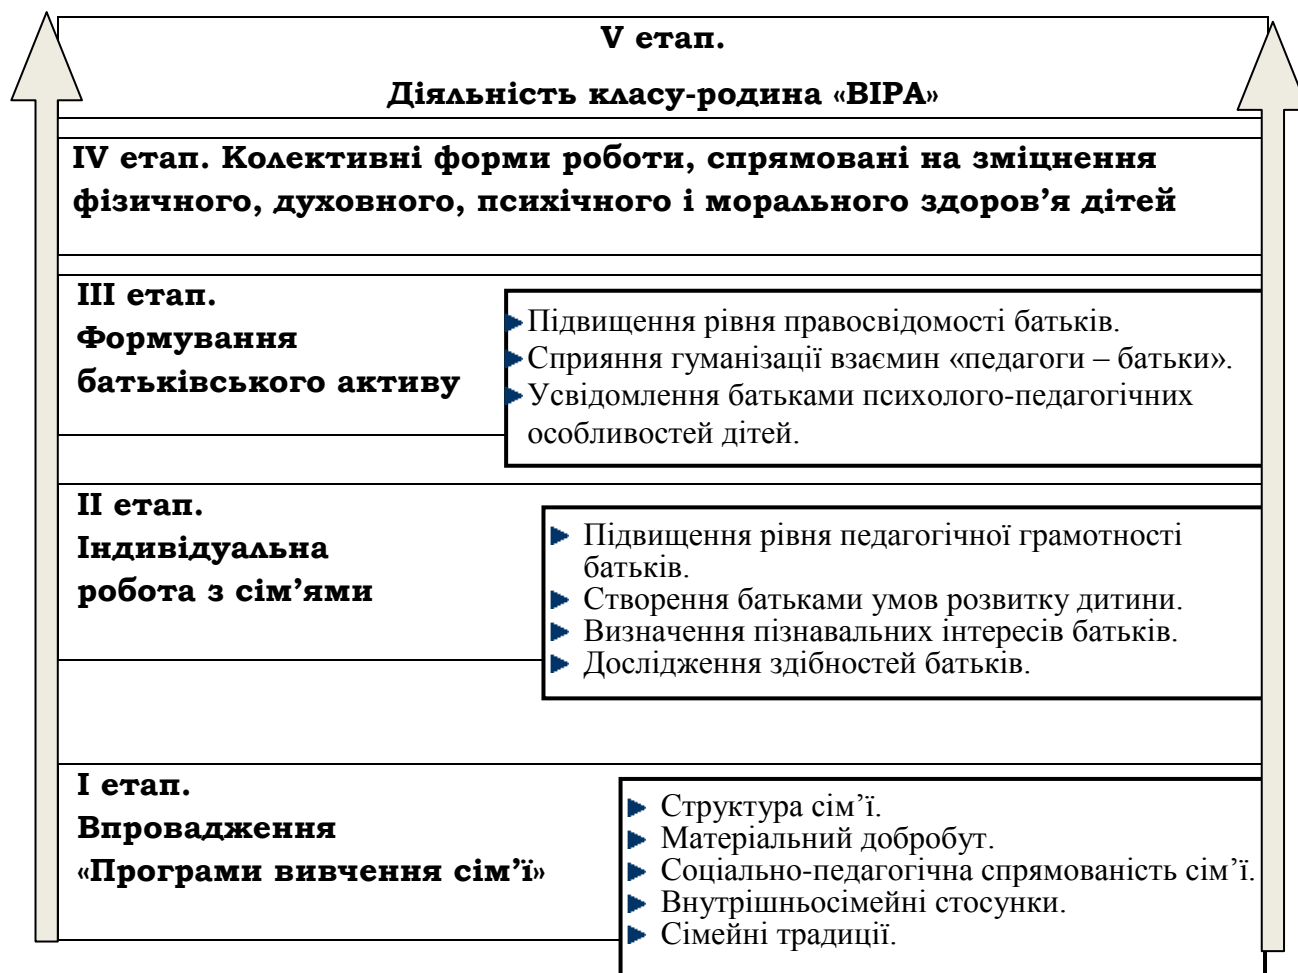 V етап.
Діяльність класу-родина «ВІРА»
IV етап. Колективні форми роботи, спрямовані на зміцнення
фізичного, духовного, психічного і морального здоров’я дітей
III етап.
Формування
батьківського активу
Підвищення рівня правосвідомості батьків.
Сприяння гуманізації взаємин «педагоги – батьки».
Усвідомлення батьками психолого-педагогічних
особливостей дітей.
II етап.
Індивідуальна
робота з сім’ями
Підвищення рівня педагогічної грамотності
батьків.
Створення батьками умов розвитку дитини.
Визначення пізнавальних інтересів батьків.
Дослідження здібностей батьків.
I етап.
Впровадження
«Програми вивчення сім’ї»
Структура сім’ї.
Матеріальний добробут.
Соціально-педагогічна спрямованість сім’ї.
Внутрішньосімейні стосунки.
Сімейні традиції.